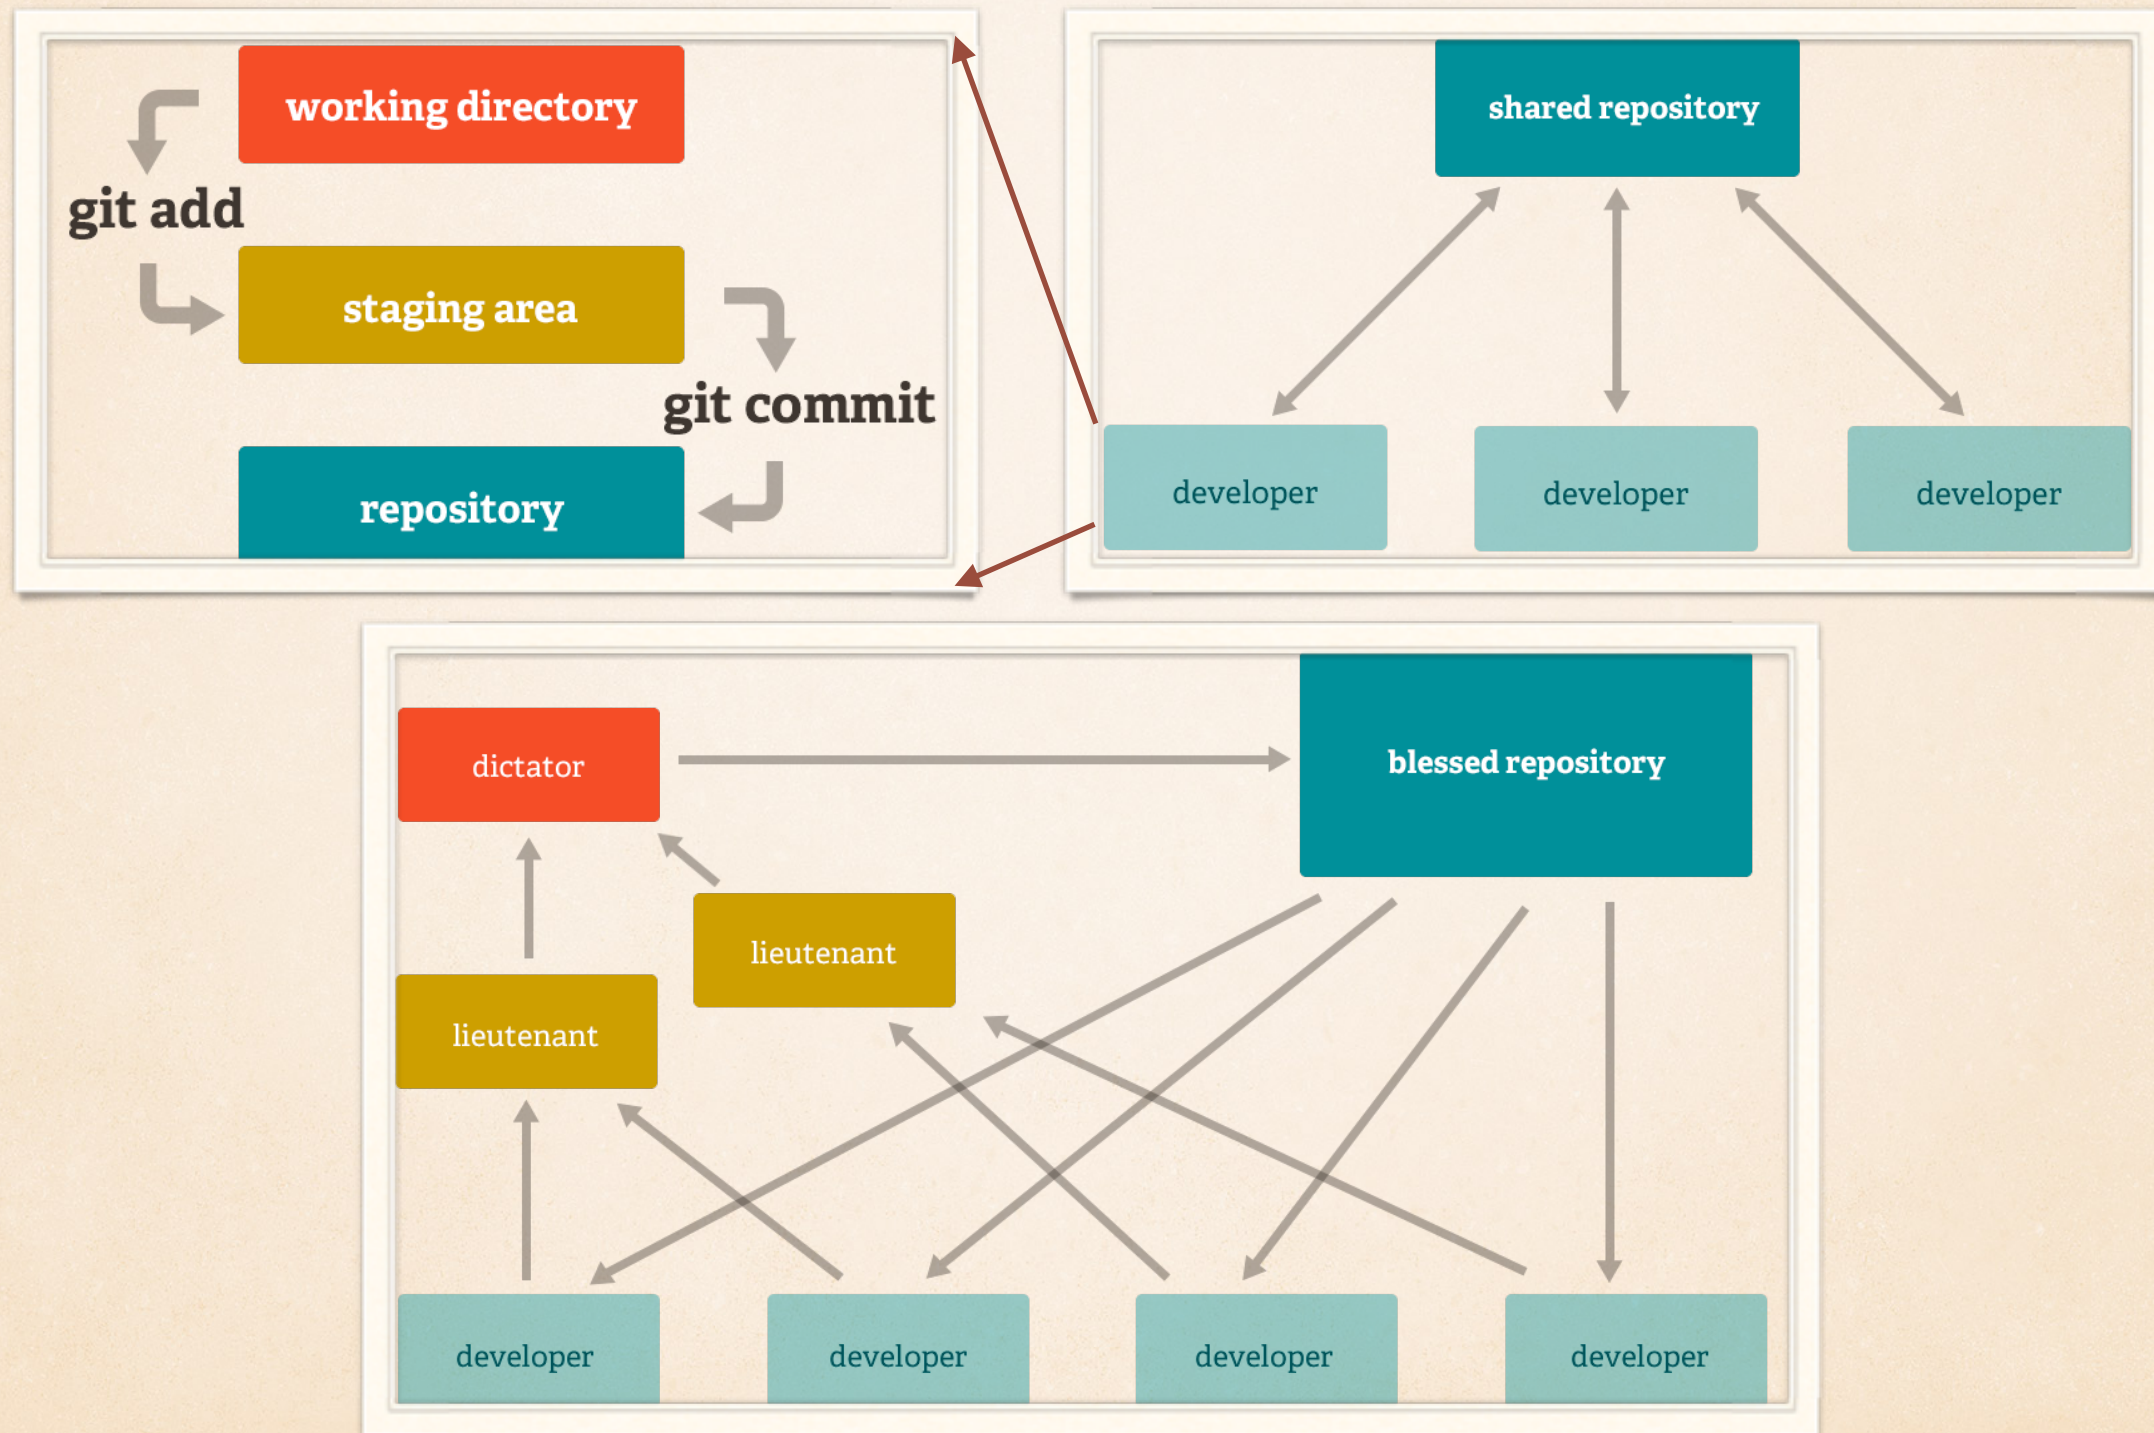 working directory
git add
staging area
git commit
repository
shared repository
developer
developer
developer
dictator
blessed repository
lieutenant
lieutenant
developer
developer
developer
developer